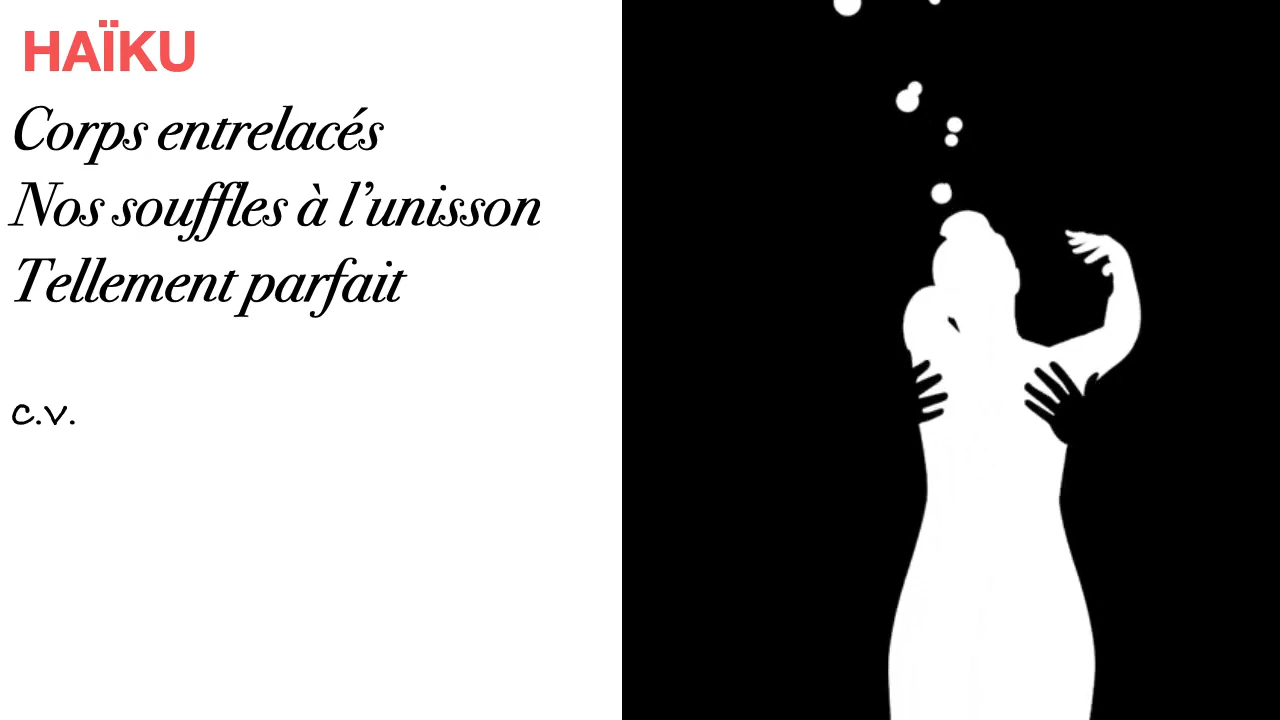 HAÏKU
Corps entrelacés
Nos souffles à l’unisson
Tellement parfait
c.v.